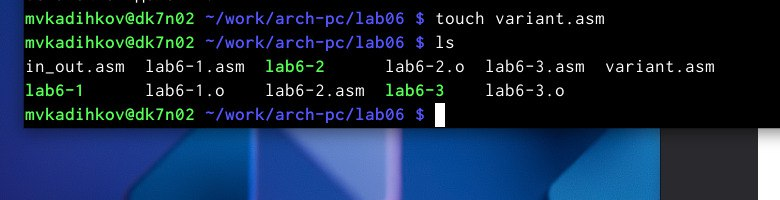 mvkadihkov@dk7n02 ~/work/arch-pc/lab06 $ touch variant.asm
mvkadihkov@dk7n02 ~/work/arch-pc/lab06 $ ls
in_out.asm lab6-1.asm lab6-2 lab6-2.o lab6-3.asm variant.asm
lab6-1 lab6-1.o lab6-2.asm lab6-3 lab6-3.o
mvkadihkov@dk7n02 ~/work/arch-pc/lab06 $